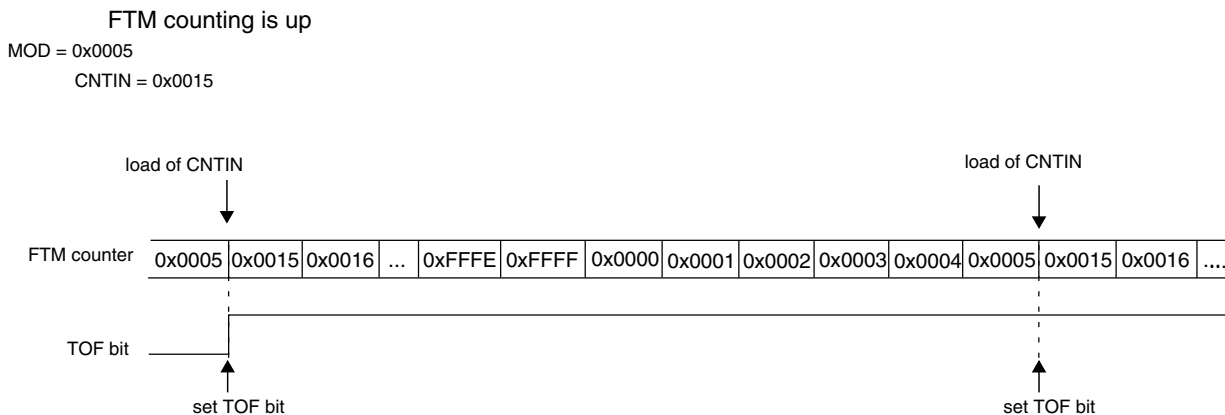 FTM counting is up
MOD = 0x0005
CNTIN = 0x0015
load of CNTIN load of CNTIN
FTM counter 0x0005 0x0015 0x0016 ... 0xFFFE 0xFFFF 0x0000 0x0001 0x0002 0x0003 0x0004 0x0005 0x0015 0x0016 ....
TOF bit
set TOF bit set TOF bit